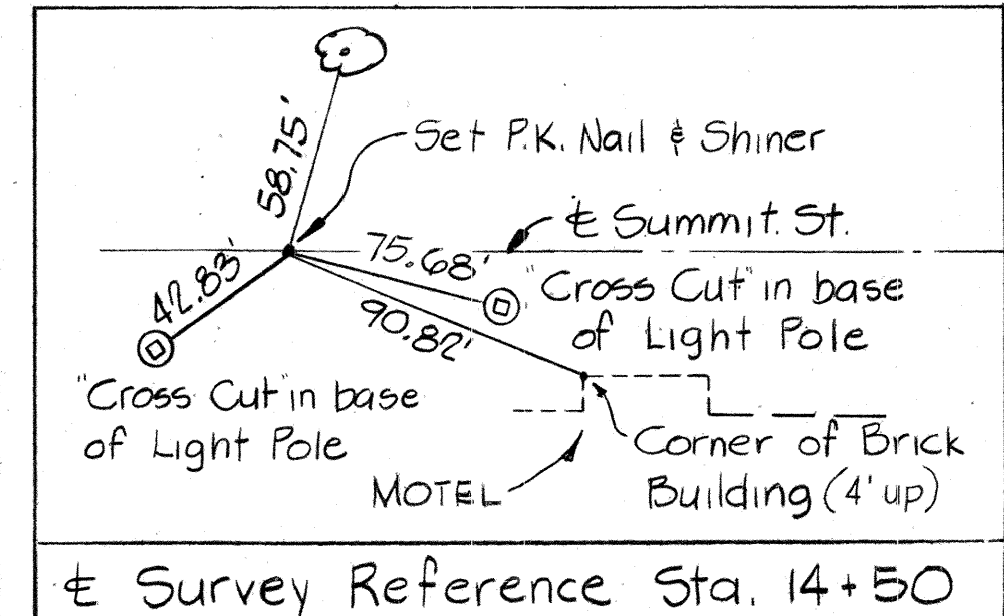 58.75'
Set P.K. Nail & Shiner
℄ Summit. St.
75.68'
42.83'
90.82'
"Cross Cut" in base
of Light Pole
"Cross Cut" in base
of Light Pole
Corner of Brick
Building (4' up)
MOTEL
℄ Survey Reference Sta. 14+50